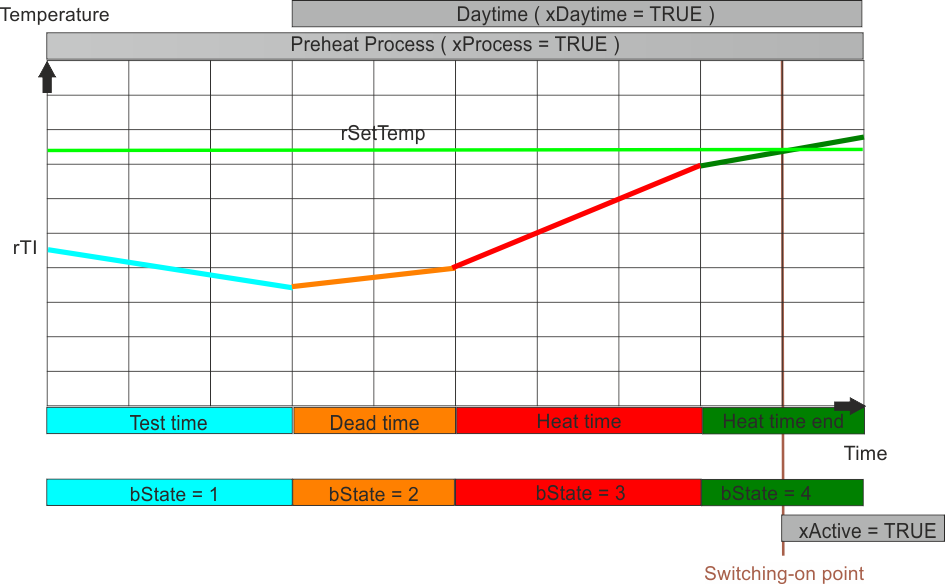 Temperature
Daytime ( xDaytime = TRUE )
Preheat Process ( xProcess = TRUE )
rSetTemp
rTI
Test time
Dead time
Heat time
Heat time end
Time
bState = 1
bState = 2
bState = 3
bState = 4
xActive = TRUE
Switching-on point